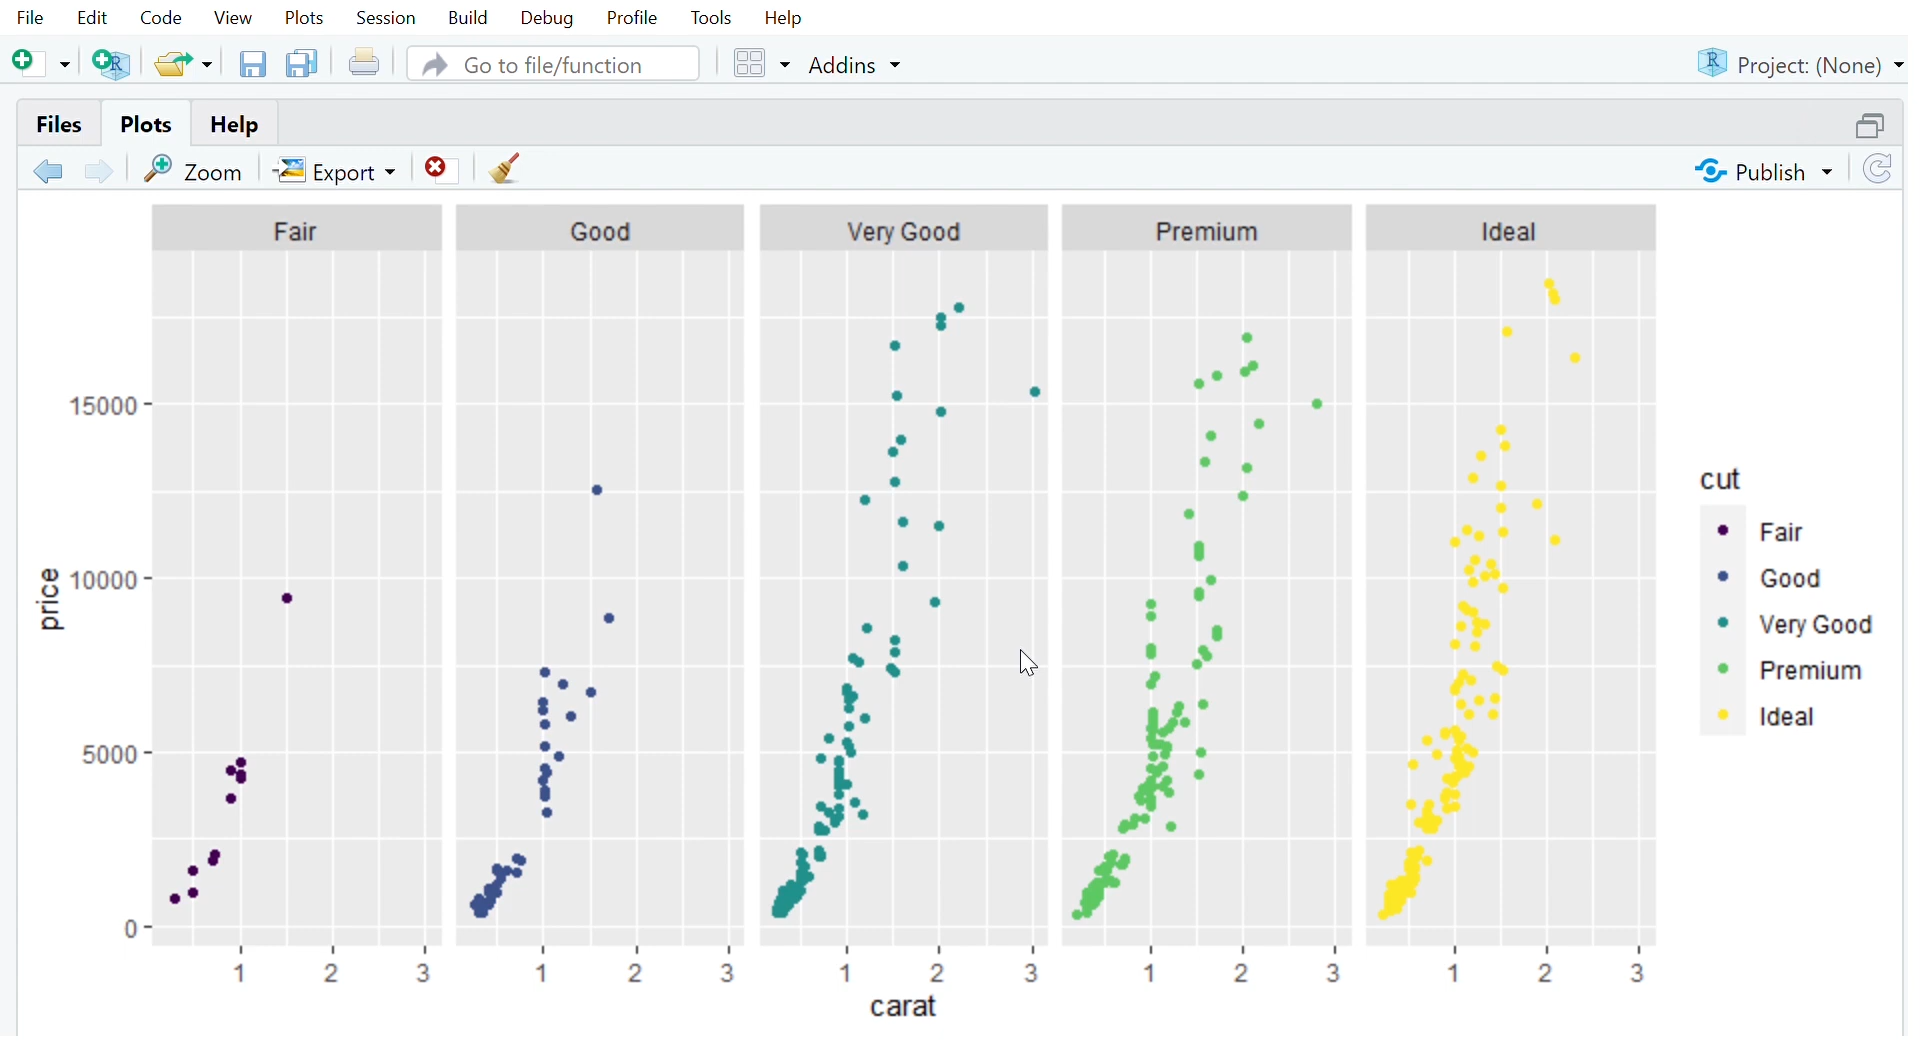 File Edit Code View Plots Session Build Debug Profile Tools Help
Go to file/function Addins Project: (None)
Files Plots Help
Zoom Export Publish
Fair Good Very Good Premium Ideal
15000
10000
5000
0
price
1 2 3 1 2 3 1 2 3 1 2 3 1 2 3
carat
cut
Fair
Good
Very Good
Premium
Ideal